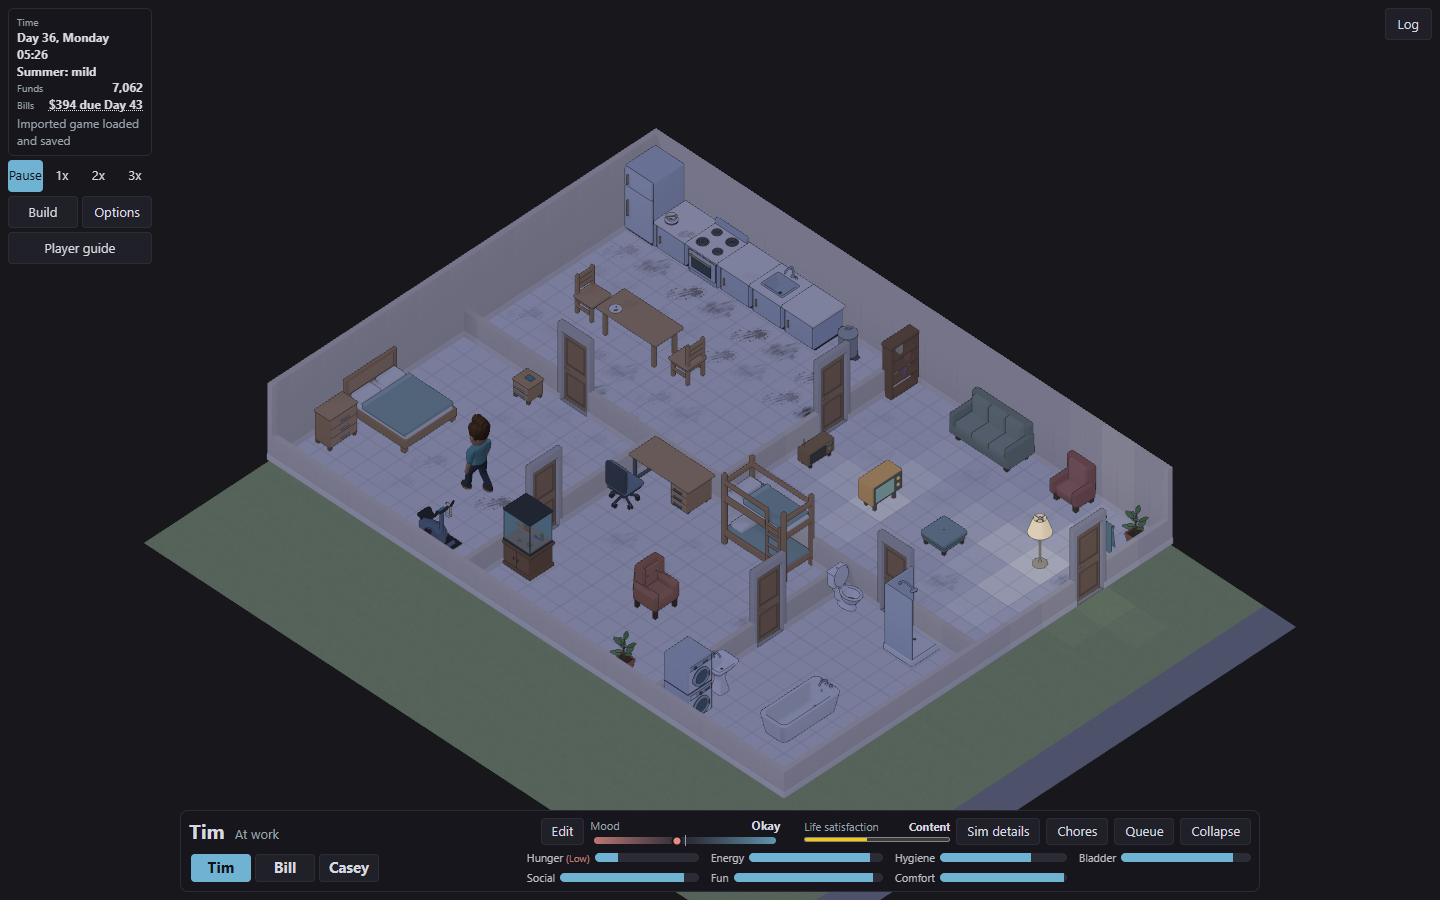 Time
Day 36, Monday
05:26
Summer: mild
Funds 7,062
Bills $394 due Day 43
Imported game loaded
and saved
Pause 1x 2x 3x
Build Options
Player guide
Log
Tim At work
Edit
Mood Okay
Life satisfaction Content
Sim details Chores Queue Collapse
Tim Bill Casey
Hunger (Low) Energy Hygiene Bladder
Social Fun Comfort